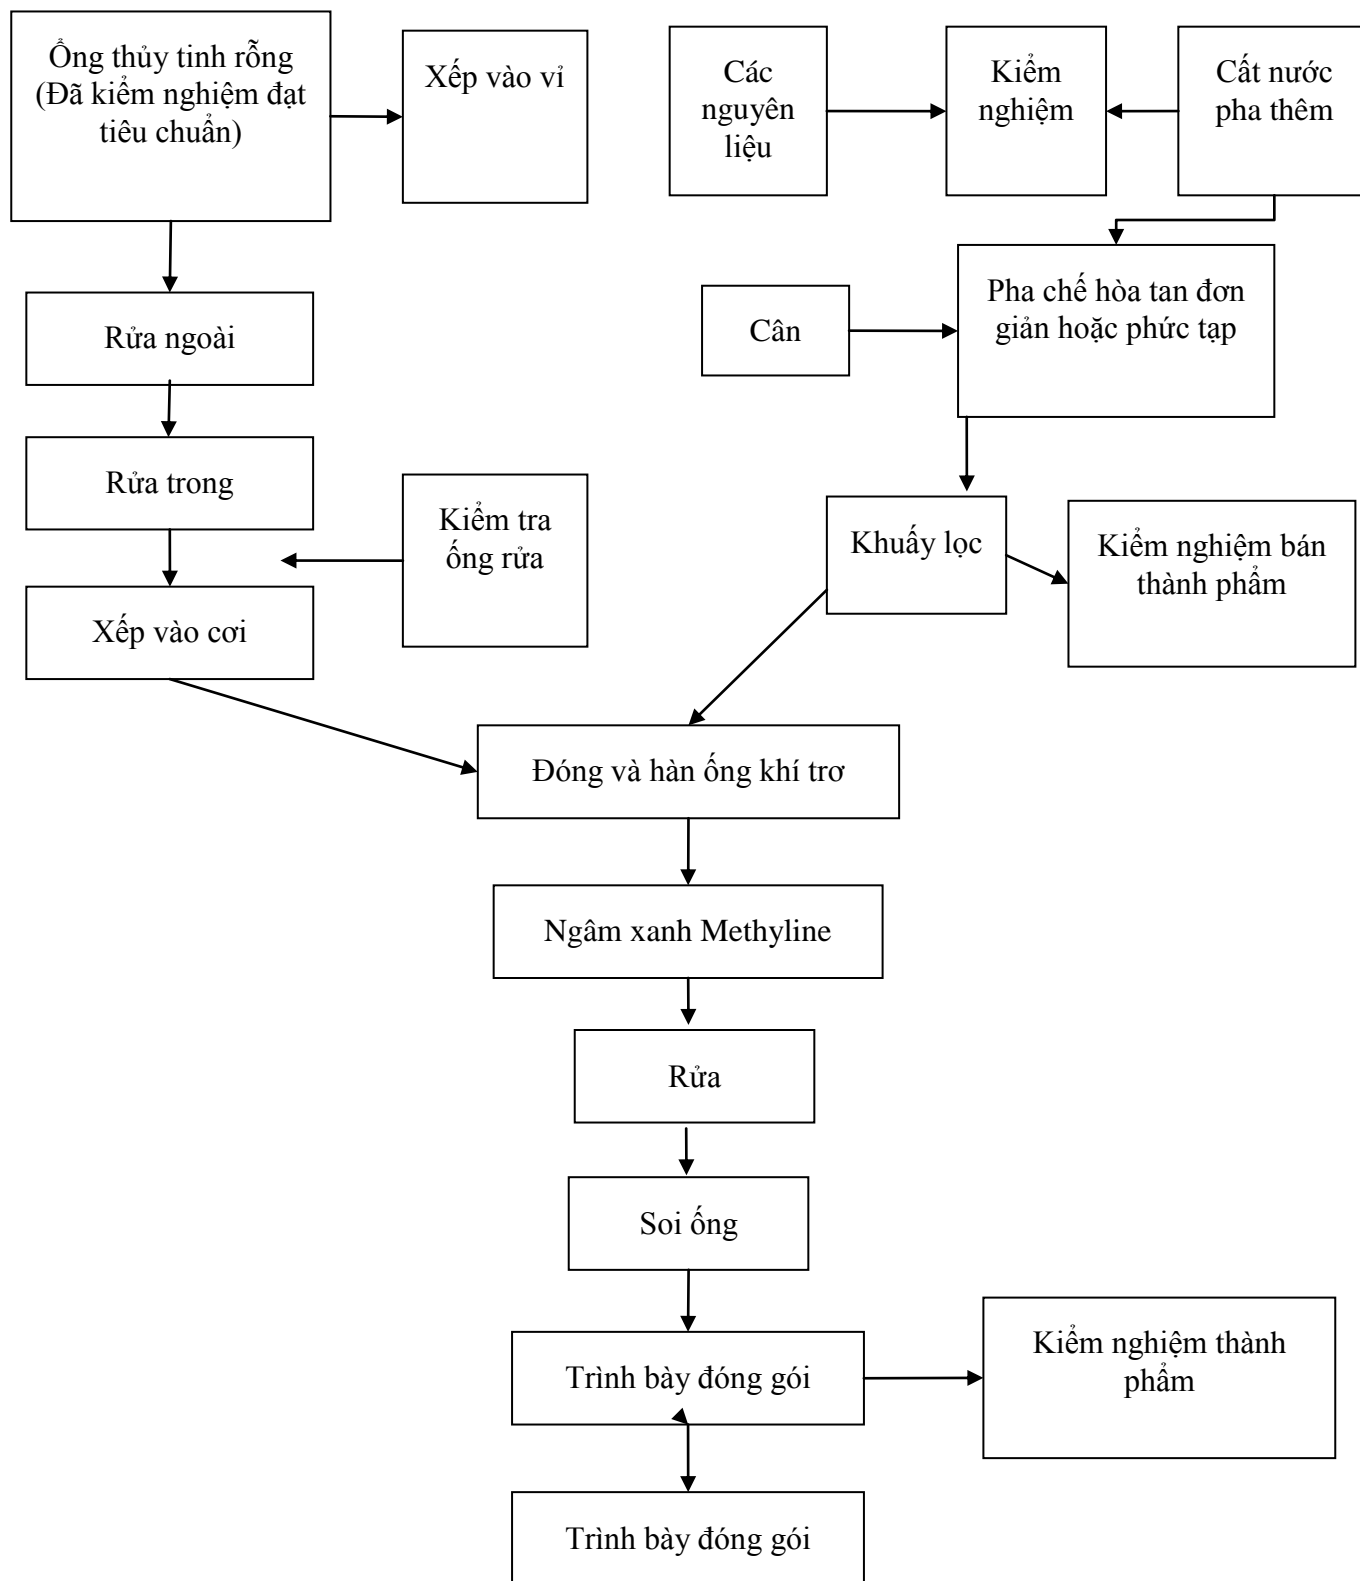 Ổng thủy tinh rỗng
(Đã kiểm nghiệm đạt
tiêu chuẩn)
Xếp vào vỉ
Các
nguyên
liệu
Kiểm
nghiệm
Cất nước
pha thêm
Rửa ngoài
Cân
Pha chế hòa tan đơn
giản hoặc phức tạp
Rửa trong
Kiểm tra
ống rửa
Khuấy lọc
Kiểm nghiệm bán
thành phẩm
Xếp vào cơi
Đóng và hàn ống khí trơ
Ngâm xanh Methyline
Rửa
Soi ống
Trình bày đóng gói
Kiểm nghiệm thành
phẩm
Trình bày đóng gói